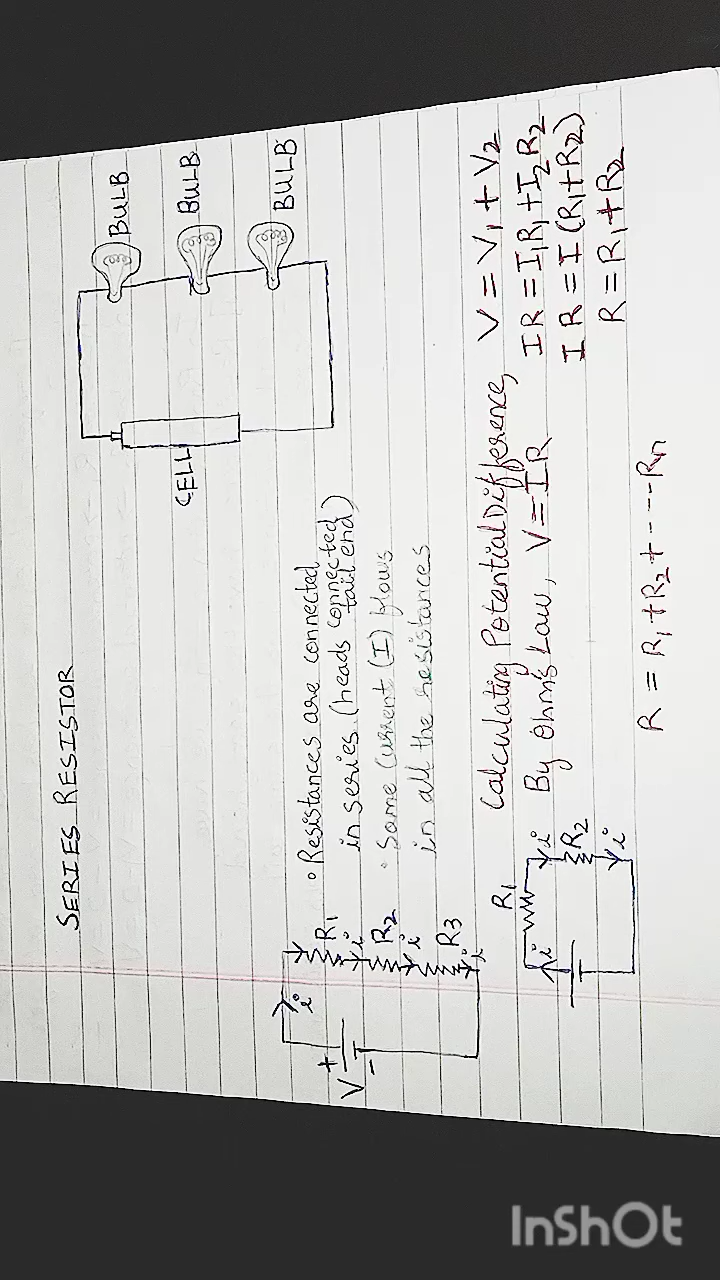 SERIES RESISTOR
BULB
BULB
BULB
CELL
V + -
i
R1
i
R2
i
R3
i
• Resistances are connected
in series (heads connected
tail end)
• Same Current (I) flows
in all the resistances
Calculating Potential Difference, V = V1 + V2
By Ohm's Law, V = IR
IR = I1R1 + I2R2
IR = I (R1+R2)
R = R1+R2
R1
i
i
R2
i
R = R1 + R2 + ---- Rn
InShOt